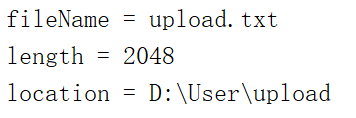 fileName = upload.txt
length = 2048
location = D:\User\upload